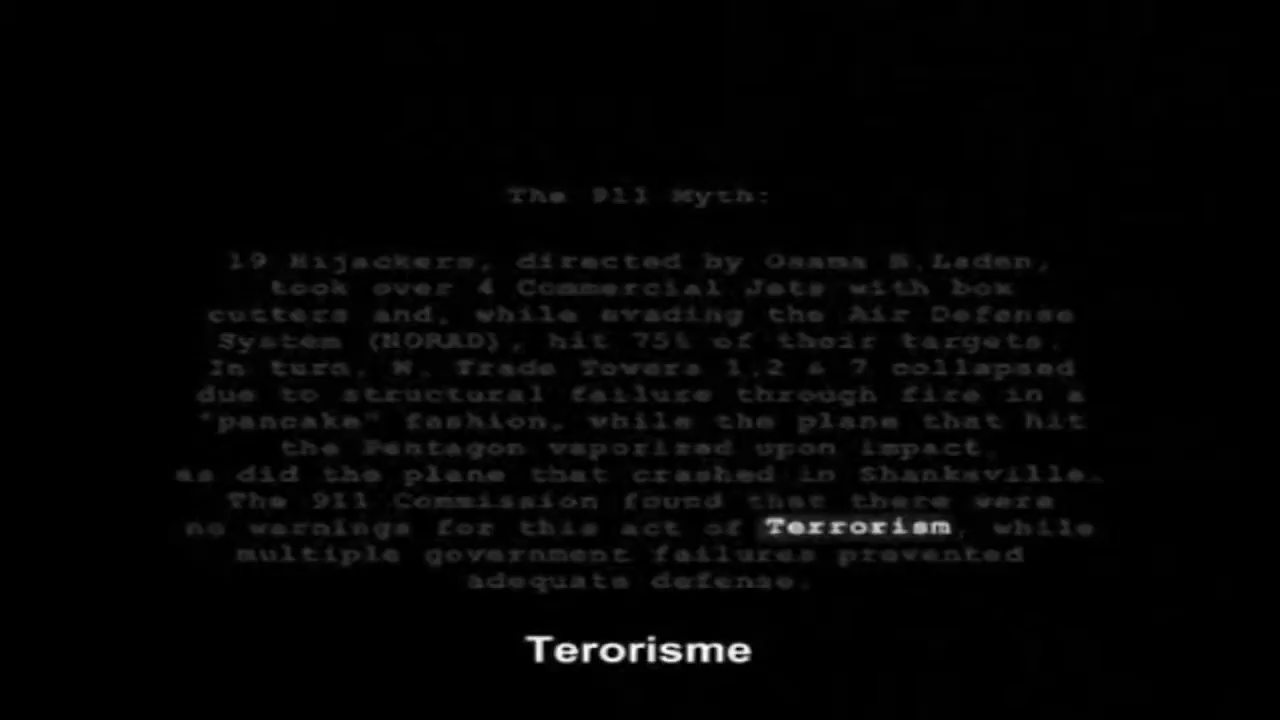 The 911 Myth:
19 Hijackers, directed by Osama B.Laden,
took over 4 Commercial Jets with box
cutters and, while evading the Air Defense
System (NORAD), hit 75% of their targets.
In turn, W. Trade Towers 1,2 & 7 collapsed
due to structural failure through fire in a
"pancake" fashion, while the plane that hit
the Pentagon vaporized upon impact,
as did the plane that crashed in Shanksville.
The 911 Commission found that there were
no warnings for this act of Terrorism, while
multiple government failures prevented
adequate defense.
Terorisme